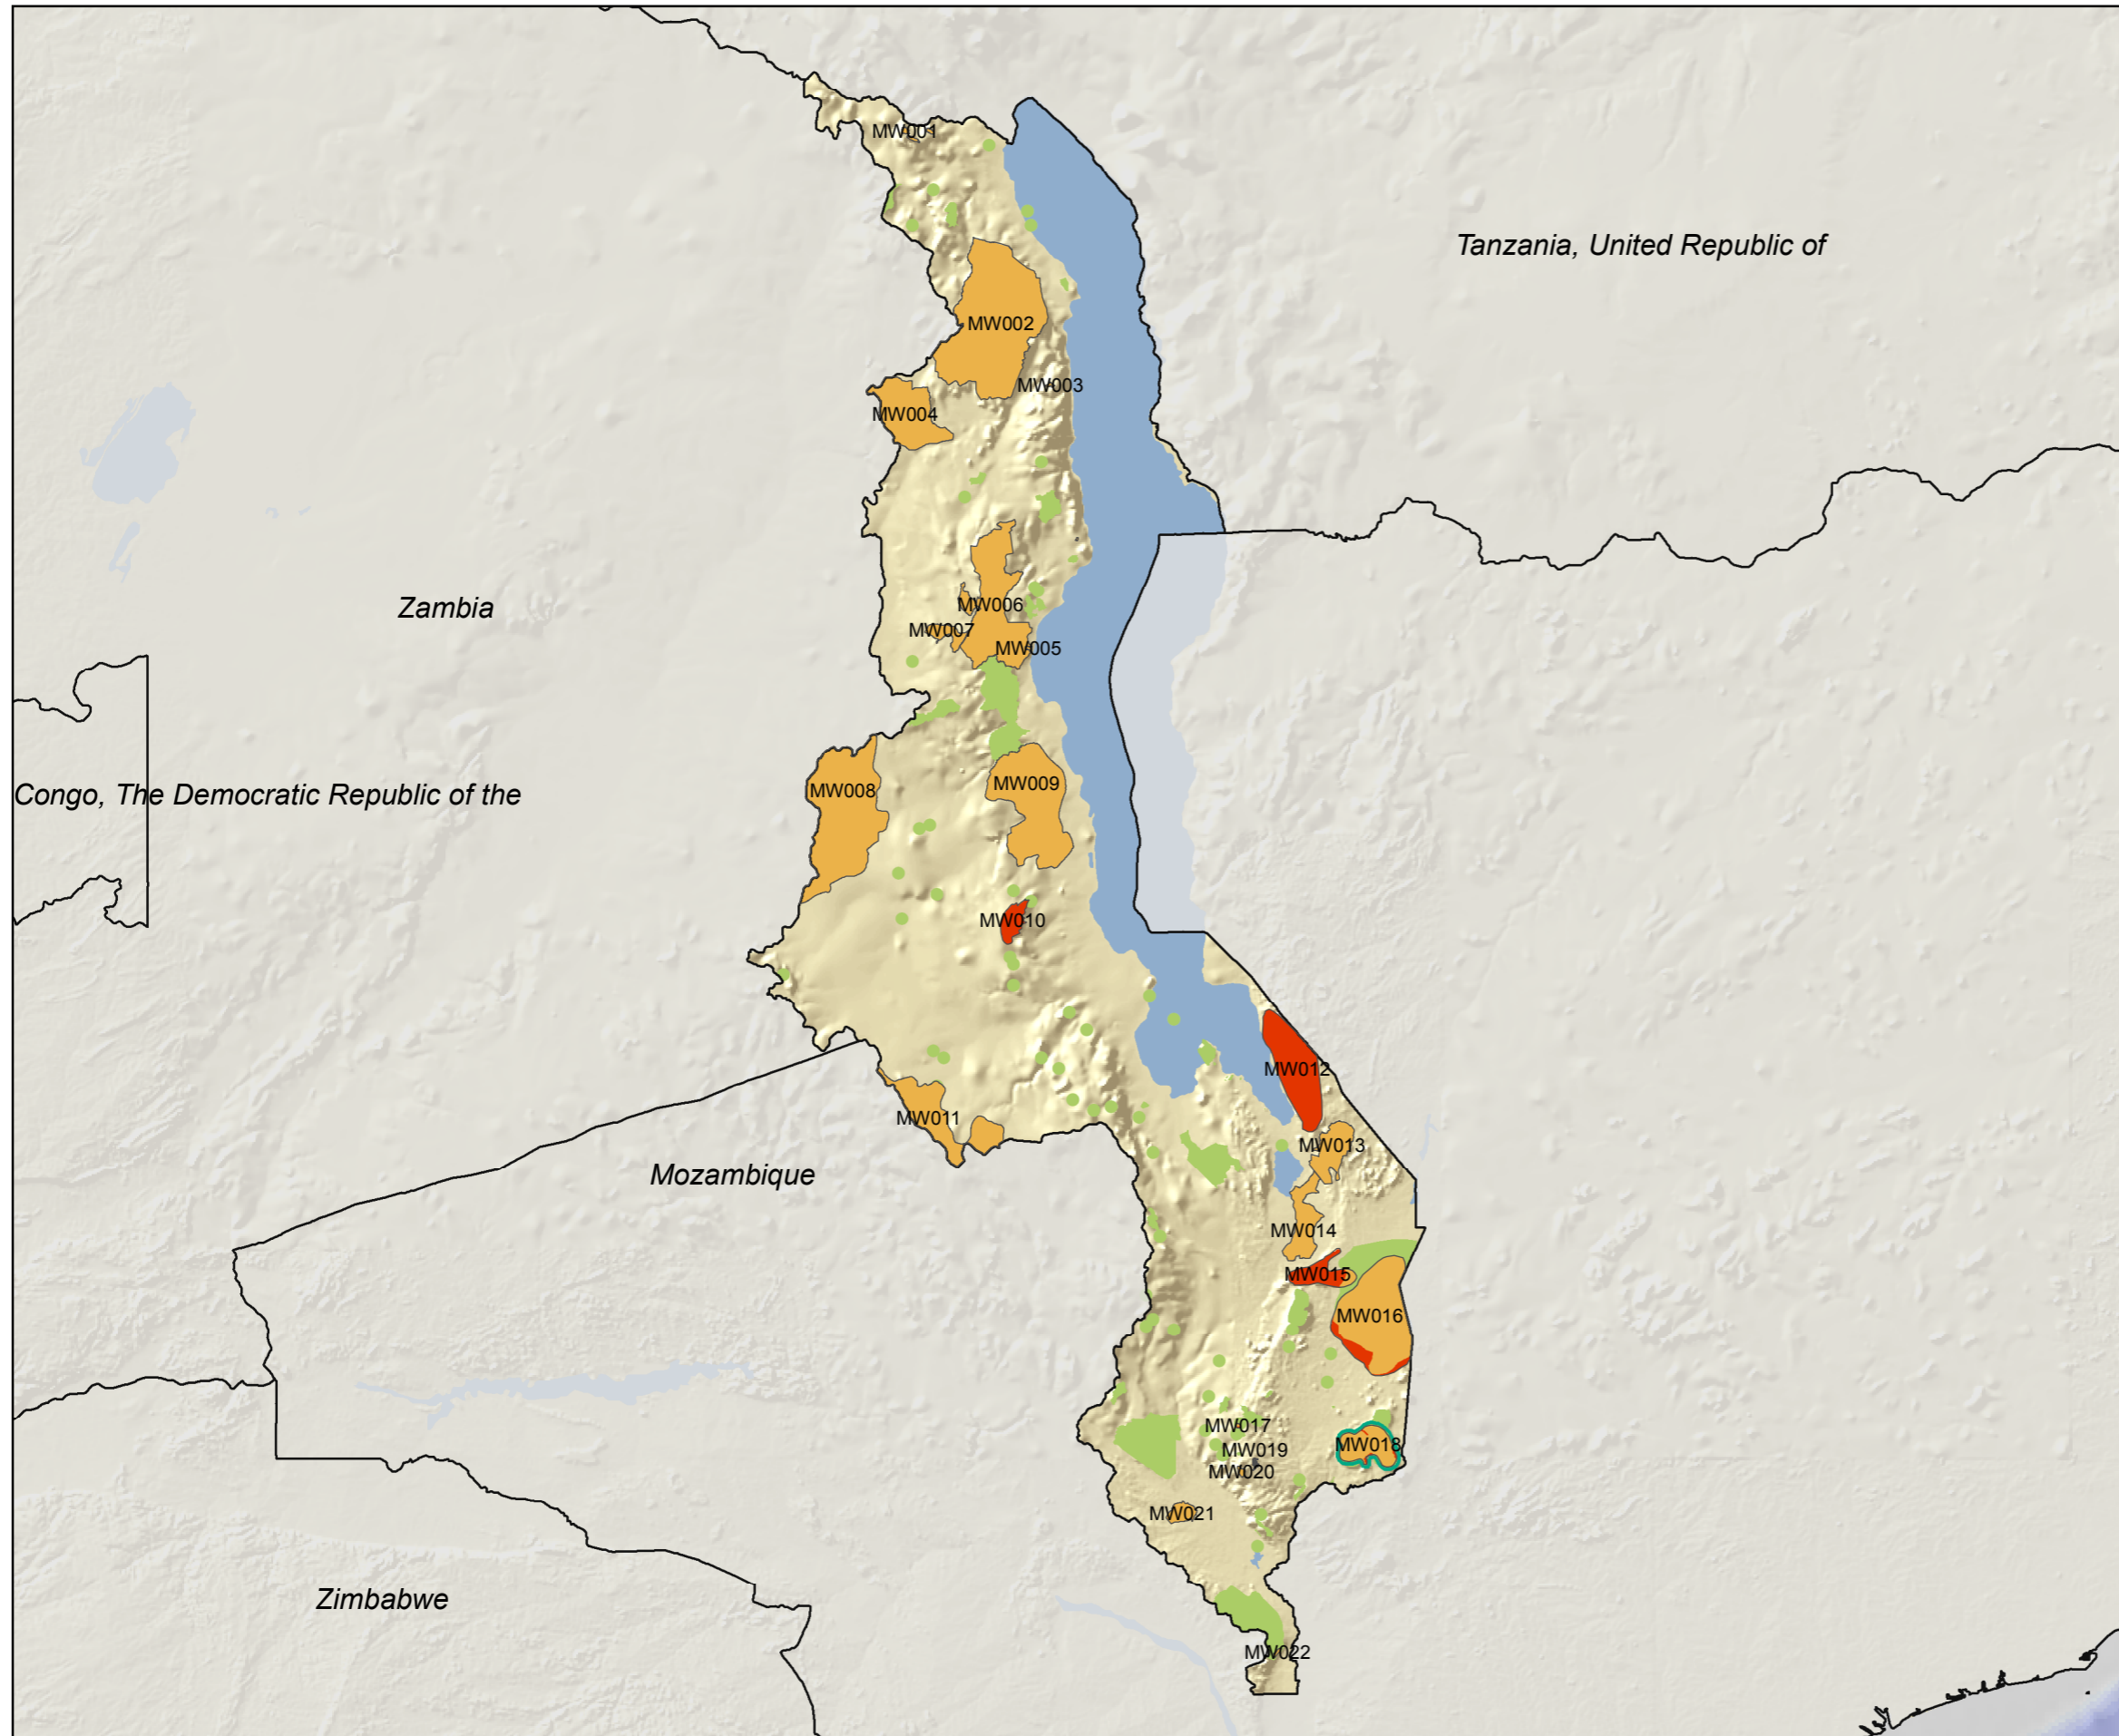 MW001
Tanzania, United Republic of
MW002
MW003
MW004
Zambia
MW006
MW007
MW005
MW009
MW008
Congo, The Democratic Republic of the
MW010
MW012
MW011
MW013
Mozambique
MW014
MW015
MW016
MW017
MW018
MW019
MW020
MW021
Zimbabwe
MW022